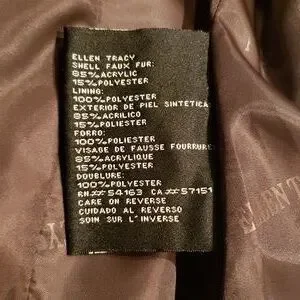 ELLEN TRACY
SHELL FAUX FUR:
85%ACRYLIC
15%POLYESTER
LINING:
100%POLYESTER
EXTERIOR DE PIEL SINTETICA
85%ACRILICO
15%POLIESTER
FORRO:
100%POLIESTER
VISAGE DE FAUSSE FOURRURE
85%ACRYLIQUE
15%POLYESTER
DOUBLURE:
100%POLYESTER
RN## 54163 CA## 57151
CARE ON REVERSE
CUIDADO AL REVERSO
SOIN SUR L'INVERSE